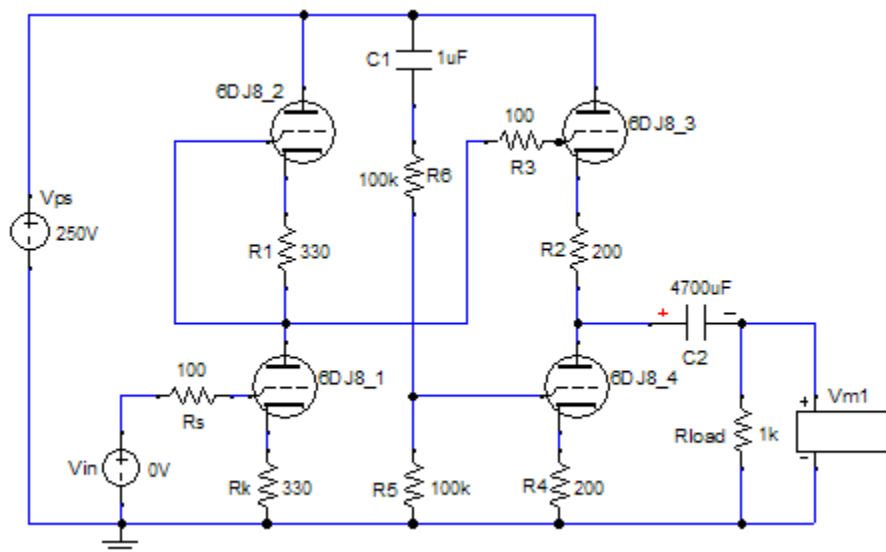 C1
1uF
6DJ8_2
100
6DJ8_3
R3
100k
R6
Vps
250V
R1
330
R2
200
4700uF
+
−
C2
100
6DJ8_1
6DJ8_4
Rs
Vm1
Rload
1k
+
−
Vin
0V
Rk
330
R5
100k
R4
200